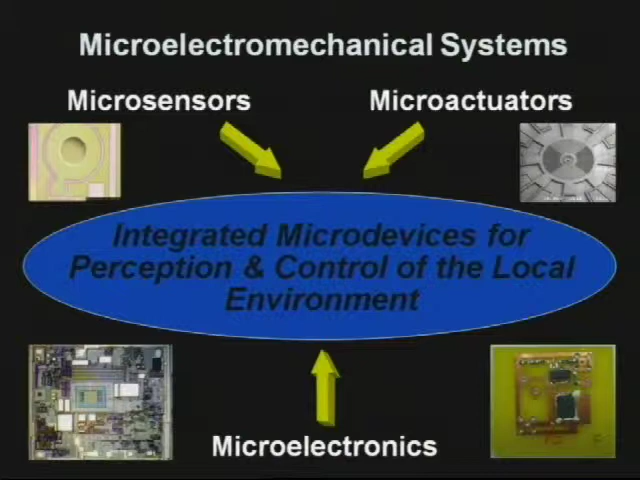 Microelectromechanical Systems
Microsensors
Microactuators
Integrated Microdevices for
Perception & Control of the Local
Environment
Microelectronics